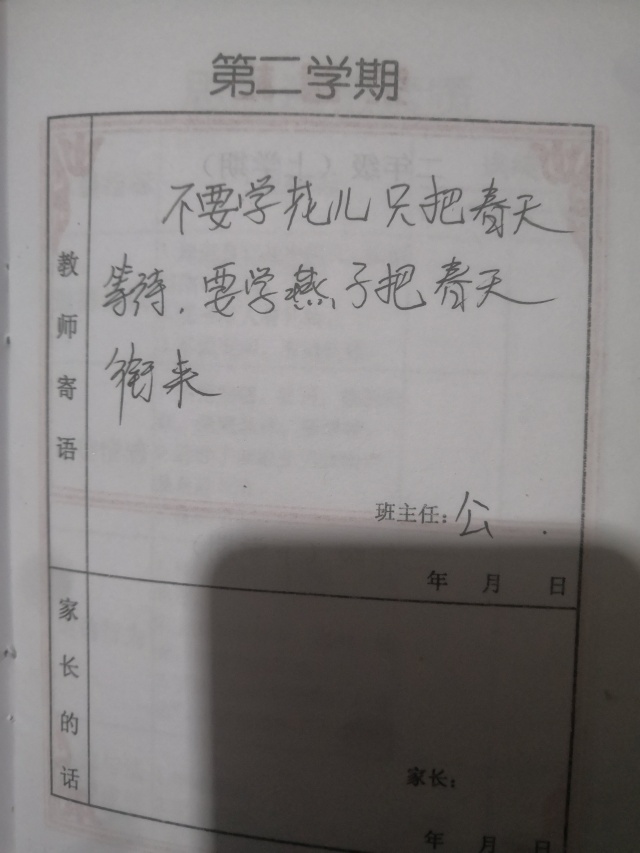 第二学期
教师寄语
不要学花儿只把春天
等待，要学燕子把春天
衔来
班主任：公
年 月 日
家长的话
家长：
年 月 日